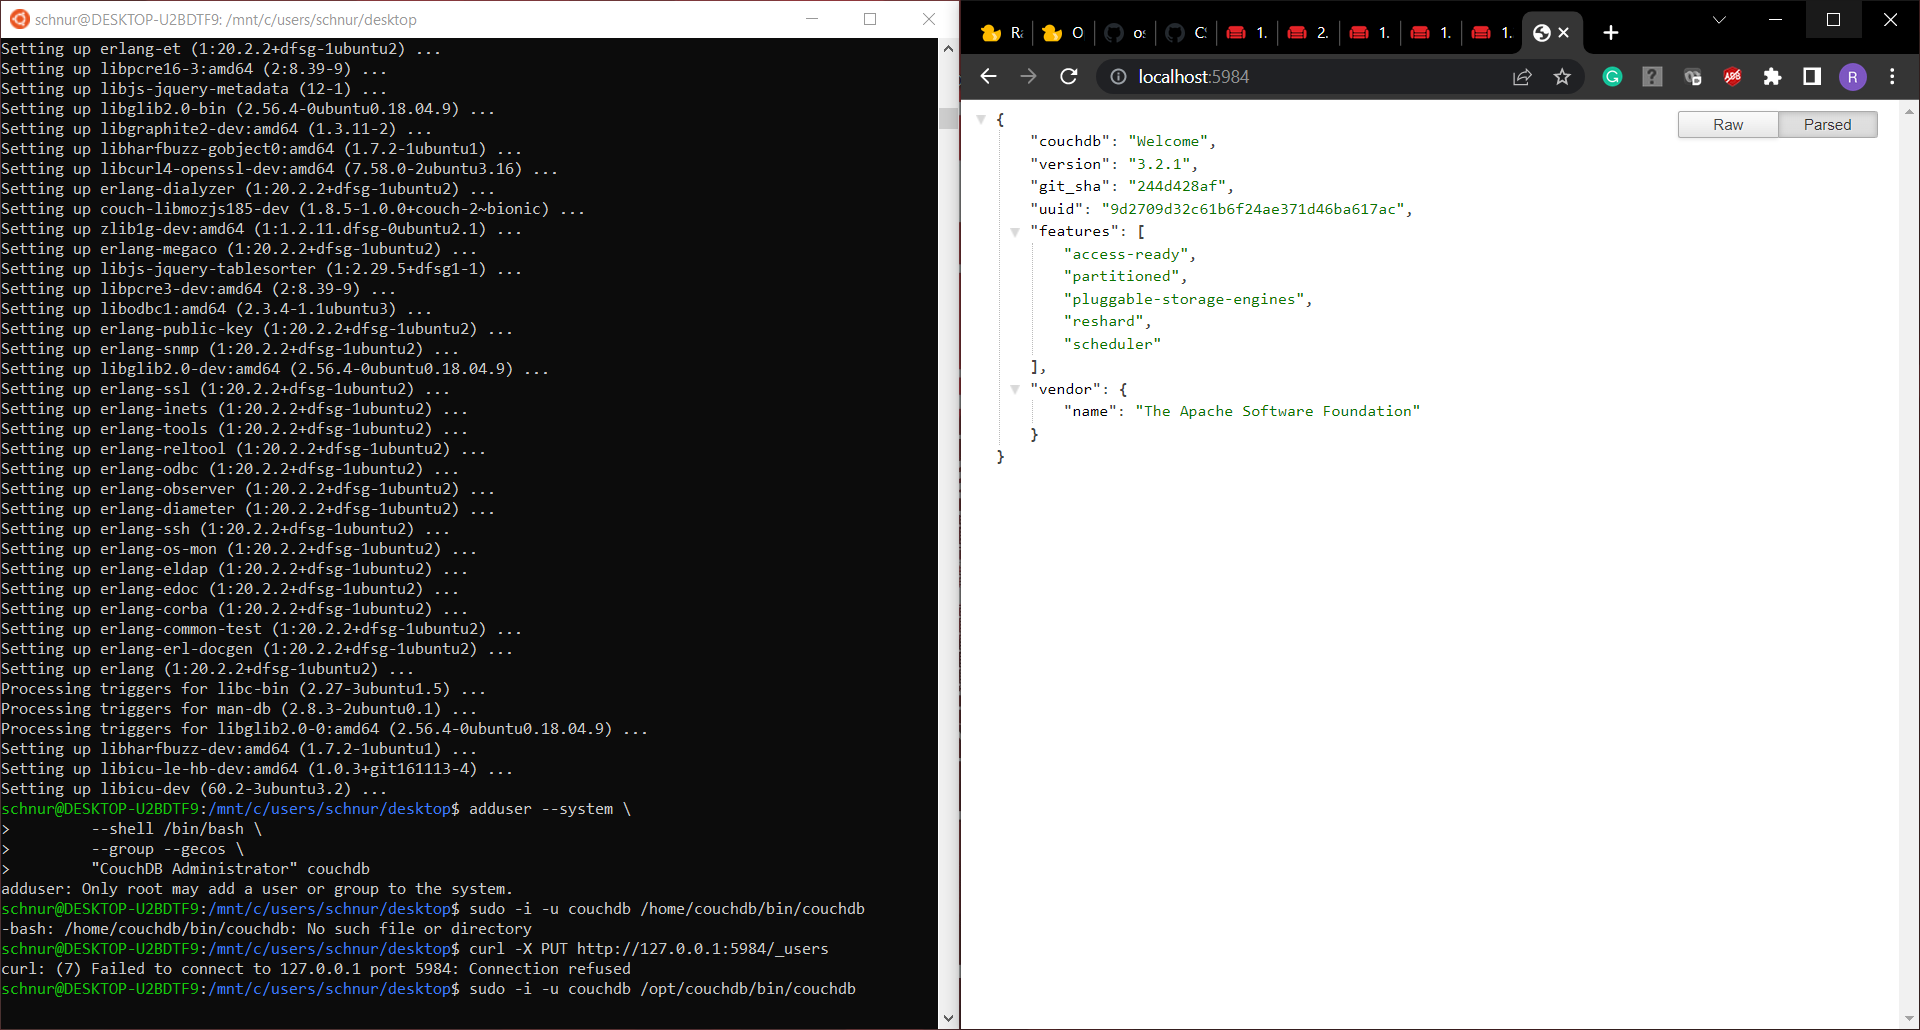 schnur@DESKTOP-U2BDTF9: /mnt/c/users/schnur/desktop
Setting up erlang-et (1:20.2.2+dfsg-1ubuntu2) ...
Setting up libpcre16-3:amd64 (2:8.39-9) ...
Setting up libjs-jquery-metadata (12-1) ...
Setting up libglib2.0-bin (2.56.4-0ubuntu0.18.04.9) ...
Setting up libgraphite2-dev:amd64 (1.3.11-2) ...
Setting up libharfbuzz-gobject0:amd64 (1.7.2-1ubuntu1) ...
Setting up libcurl4-openssl-dev:amd64 (7.58.0-2ubuntu3.16) ...
Setting up erlang-dialyzer (1:20.2.2+dfsg-1ubuntu2) ...
Setting up couch-libmozjs185-dev (1.8.5-1.0.0+couch-2~bionic) ...
Setting up zlib1g-dev:amd64 (1:1.2.11.dfsg-0ubuntu2.1) ...
Setting up erlang-megaco (1:20.2.2+dfsg-1ubuntu2) ...
Setting up libjs-jquery-tablesorter (1:2.29.5+dfsg1-1) ...
Setting up libpcre3-dev:amd64 (2:8.39-9) ...
Setting up libodbc1:amd64 (2.3.4-1.1ubuntu3) ...
Setting up erlang-public-key (1:20.2.2+dfsg-1ubuntu2) ...
Setting up erlang-snmp (1:20.2.2+dfsg-1ubuntu2) ...
Setting up libglib2.0-dev:amd64 (2.56.4-0ubuntu0.18.04.9) ...
Setting up erlang-ssl (1:20.2.2+dfsg-1ubuntu2) ...
Setting up erlang-inets (1:20.2.2+dfsg-1ubuntu2) ...
Setting up erlang-tools (1:20.2.2+dfsg-1ubuntu2) ...
Setting up erlang-reltool (1:20.2.2+dfsg-1ubuntu2) ...
Setting up erlang-odbc (1:20.2.2+dfsg-1ubuntu2) ...
Setting up erlang-observer (1:20.2.2+dfsg-1ubuntu2) ...
Setting up erlang-diameter (1:20.2.2+dfsg-1ubuntu2) ...
Setting up erlang-ssh (1:20.2.2+dfsg-1ubuntu2) ...
Setting up erlang-os-mon (1:20.2.2+dfsg-1ubuntu2) ...
Setting up erlang-eldap (1:20.2.2+dfsg-1ubuntu2) ...
Setting up erlang-edoc (1:20.2.2+dfsg-1ubuntu2) ...
Setting up erlang-corba (1:20.2.2+dfsg-1ubuntu2) ...
Setting up erlang-common-test (1:20.2.2+dfsg-1ubuntu2) ...
Setting up erlang-erl-docgen (1:20.2.2+dfsg-1ubuntu2) ...
Setting up erlang (1:20.2.2+dfsg-1ubuntu2) ...
Processing triggers for libc-bin (2.27-3ubuntu1.5) ...
Processing triggers for man-db (2.8.3-2ubuntu0.1) ...
Processing triggers for libglib2.0-0:amd64 (2.56.4-0ubuntu0.18.04.9) ...
Setting up libharfbuzz-dev:amd64 (1.7.2-1ubuntu1) ...
Setting up libicu-le-hb-dev:amd64 (1.0.3+git161113-4) ...
Setting up libicu-dev (60.2-3ubuntu3.2) ...
schnur@DESKTOP-U2BDTF9:/mnt/c/users/schnur/desktop$ adduser --system \
>         --shell /bin/bash \
>         --group --gecos \
>         "CouchDB Administrator" couchdb
adduser: Only root may add a user or group to the system.
schnur@DESKTOP-U2BDTF9:/mnt/c/users/schnur/desktop$ sudo -i -u couchdb /home/couchdb/bin/couchdb
-bash: /home/couchdb/bin/couchdb: No such file or directory
schnur@DESKTOP-U2BDTF9:/mnt/c/users/schnur/desktop$ curl -X PUT http://127.0.0.1:5984/_users
curl: (7) Failed to connect to 127.0.0.1 port 5984: Connection refused
schnur@DESKTOP-U2BDTF9:/mnt/c/users/schnur/desktop$ sudo -i -u couchdb /opt/couchdb/bin/couchdb
Ra O os CS 1. 2. 1. 1. 1.
localhost:5984
ABP
R
Raw Parsed
{
"couchdb": "Welcome",
"version": "3.2.1",
"git_sha": "244d428af",
"uuid": "9d2709d32c61b6f24ae371d46ba617ac",
"features": [
"access-ready",
"partitioned",
"pluggable-storage-engines",
"reshard",
"scheduler"
],
"vendor": {
"name": "The Apache Software Foundation"
}
}